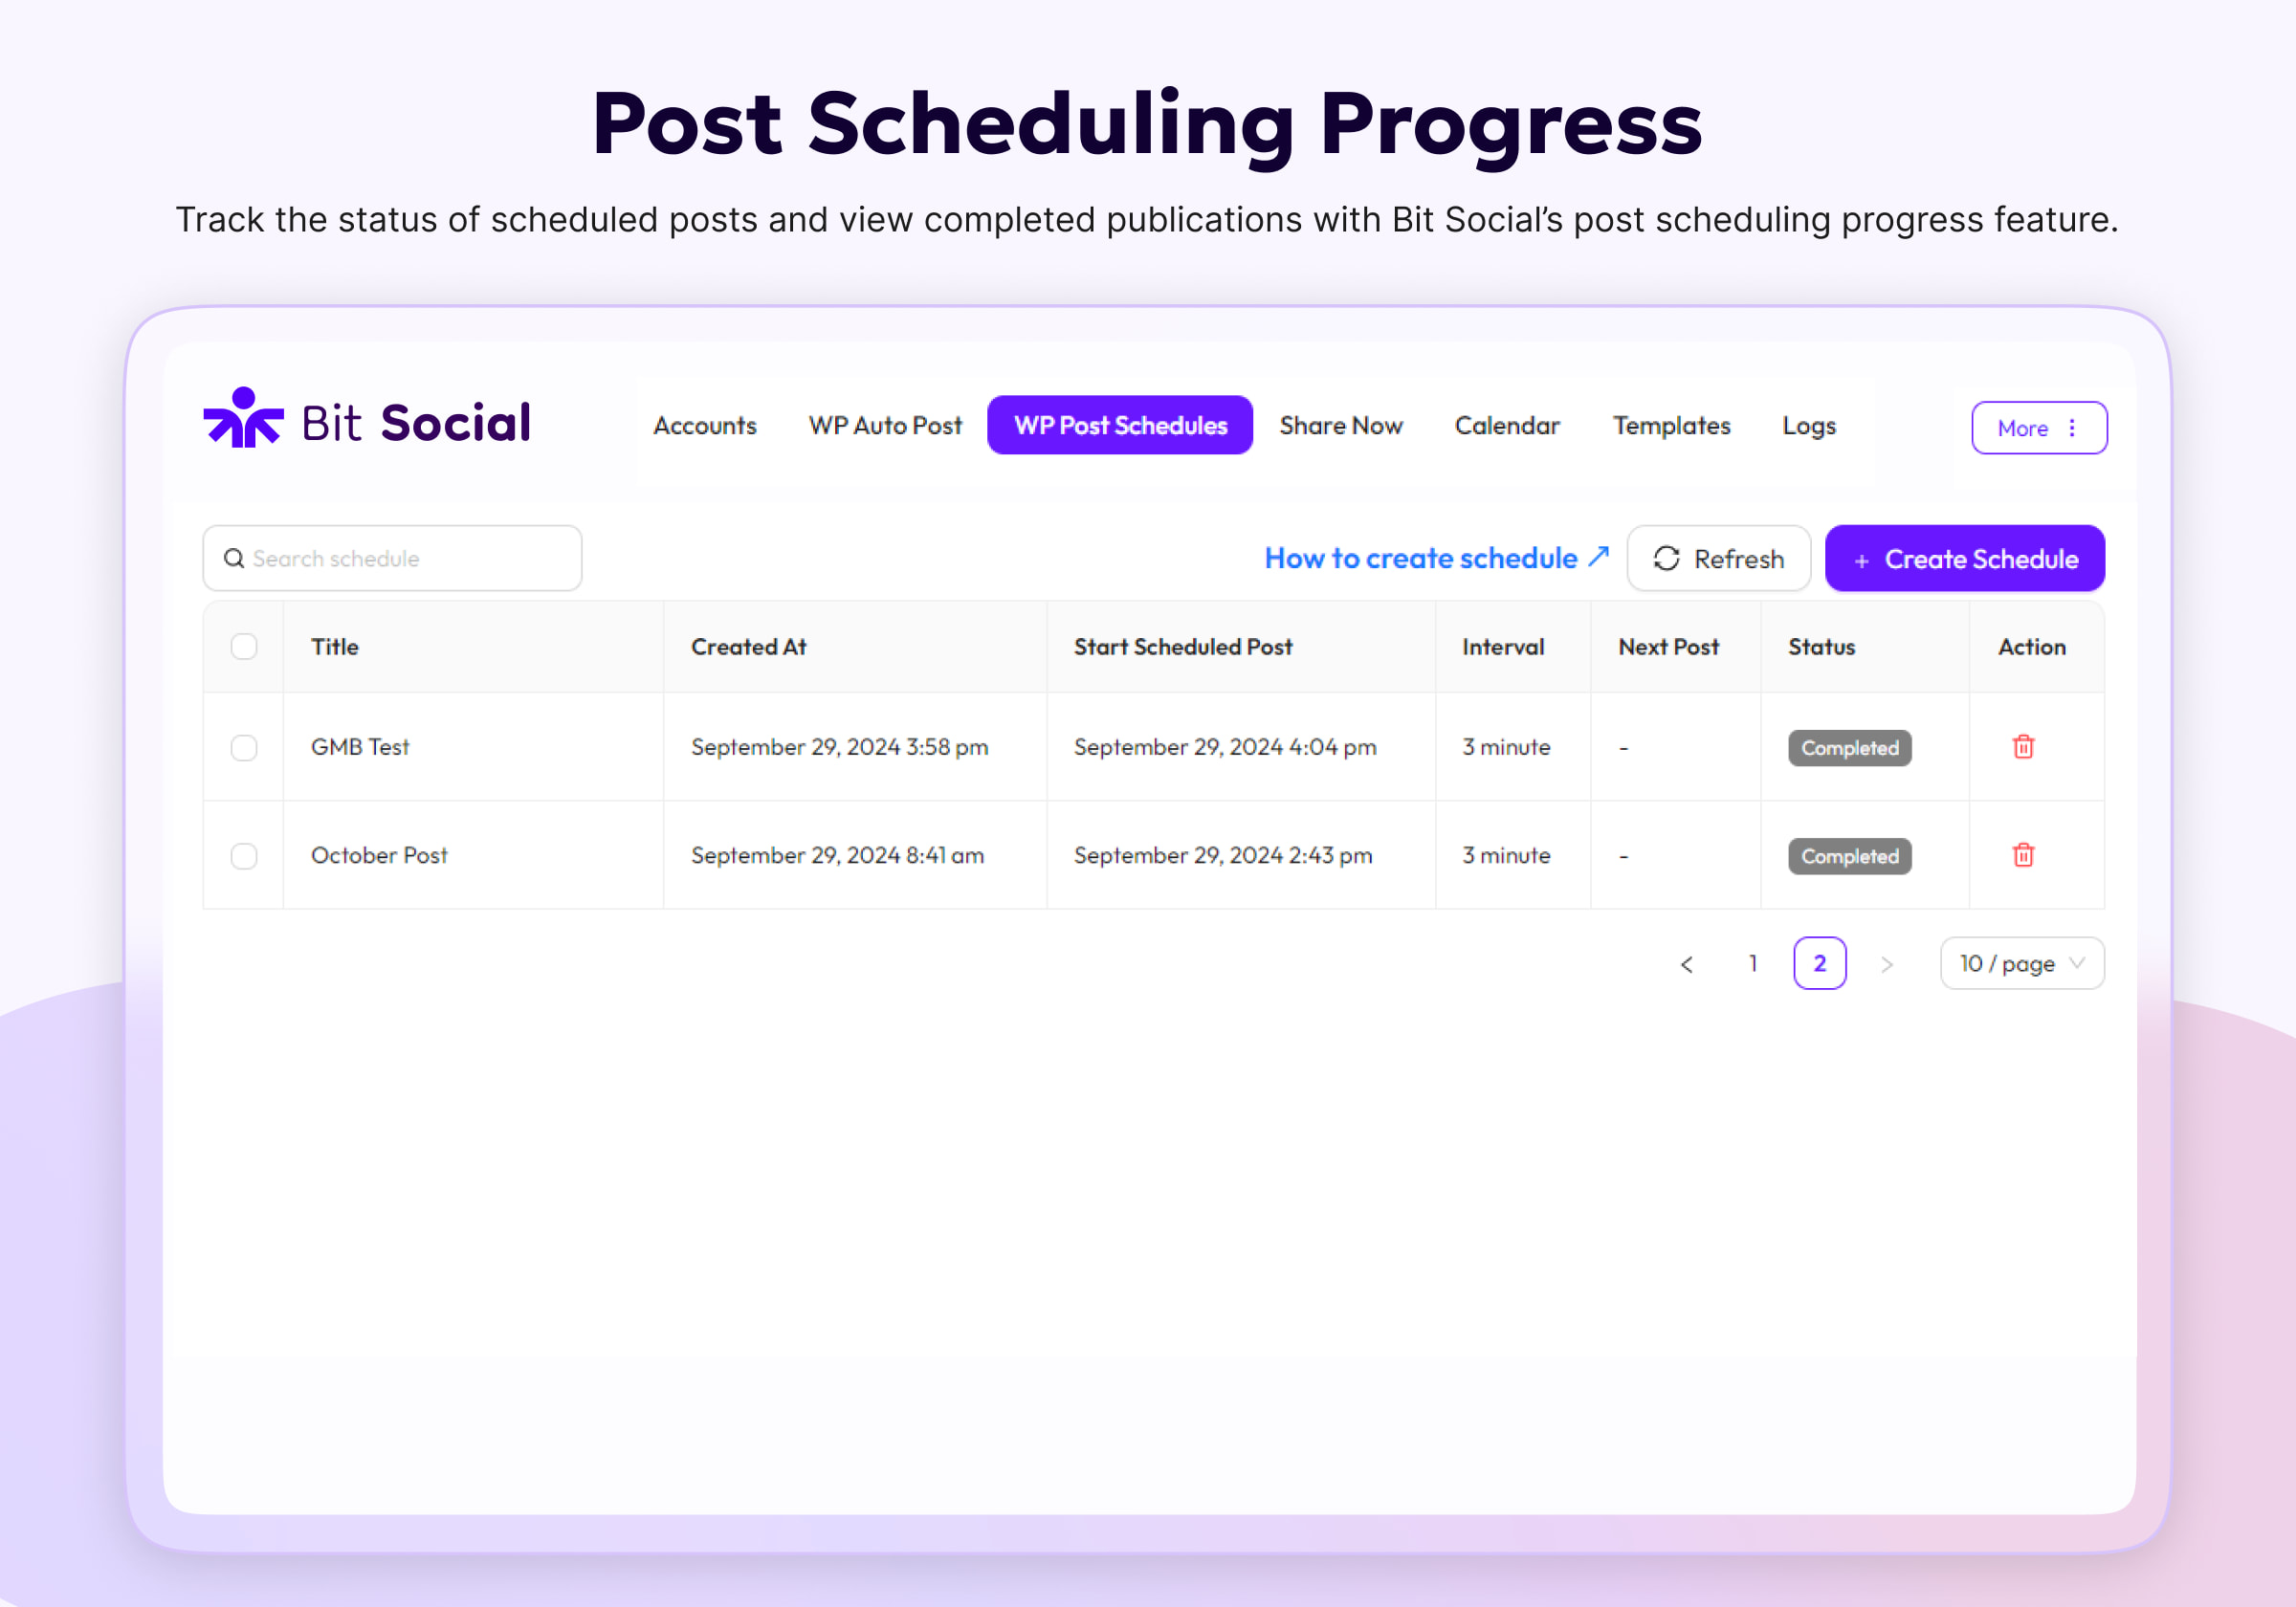 Post Scheduling Progress
Track the status of scheduled posts and view completed publications with Bit Social’s post scheduling progress feature.
Bit Social
Accounts WP Auto Post WP Post Schedules Share Now Calendar Templates Logs More
Search schedule How to create schedule Refresh + Create Schedule
Title Created At Start Scheduled Post Interval Next Post Status Action
GMB Test September 29, 2024 3:58 pm September 29, 2024 4:04 pm 3 minute - Completed
October Post September 29, 2024 8:41 am September 29, 2024 2:43 pm 3 minute - Completed
< 1 2 > 10 / page